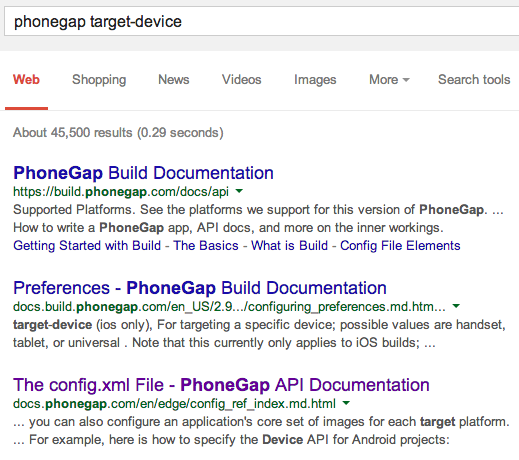 phonegap target-device
Web Shopping News Videos Images More Search tools
About 45,500 results (0.29 seconds)
PhoneGap Build Documentation
https://build.phonegap.com/docs/api
Supported Platforms. See the platforms we support for this version of PhoneGap. ...
How to write a PhoneGap app, API docs, and more on the inner workings.
Getting Started with Build - The Basics - What is Build - Config File Elements
Preferences - PhoneGap Build Documentation
docs.build.phonegap.com/en_US/2.9.../configuring_preferences.md.htm...
target-device (ios only), For targeting a specific device; possible values are handset,
tablet, or universal . Note that this currently only applies to iOS builds; ...
The config.xml File - PhoneGap API Documentation
docs.phonegap.com/en/edge/config_ref_index.md.html
... you can also configure an application's core set of images for each target platform.
... For example, here is how to specify the Device API for Android projects: